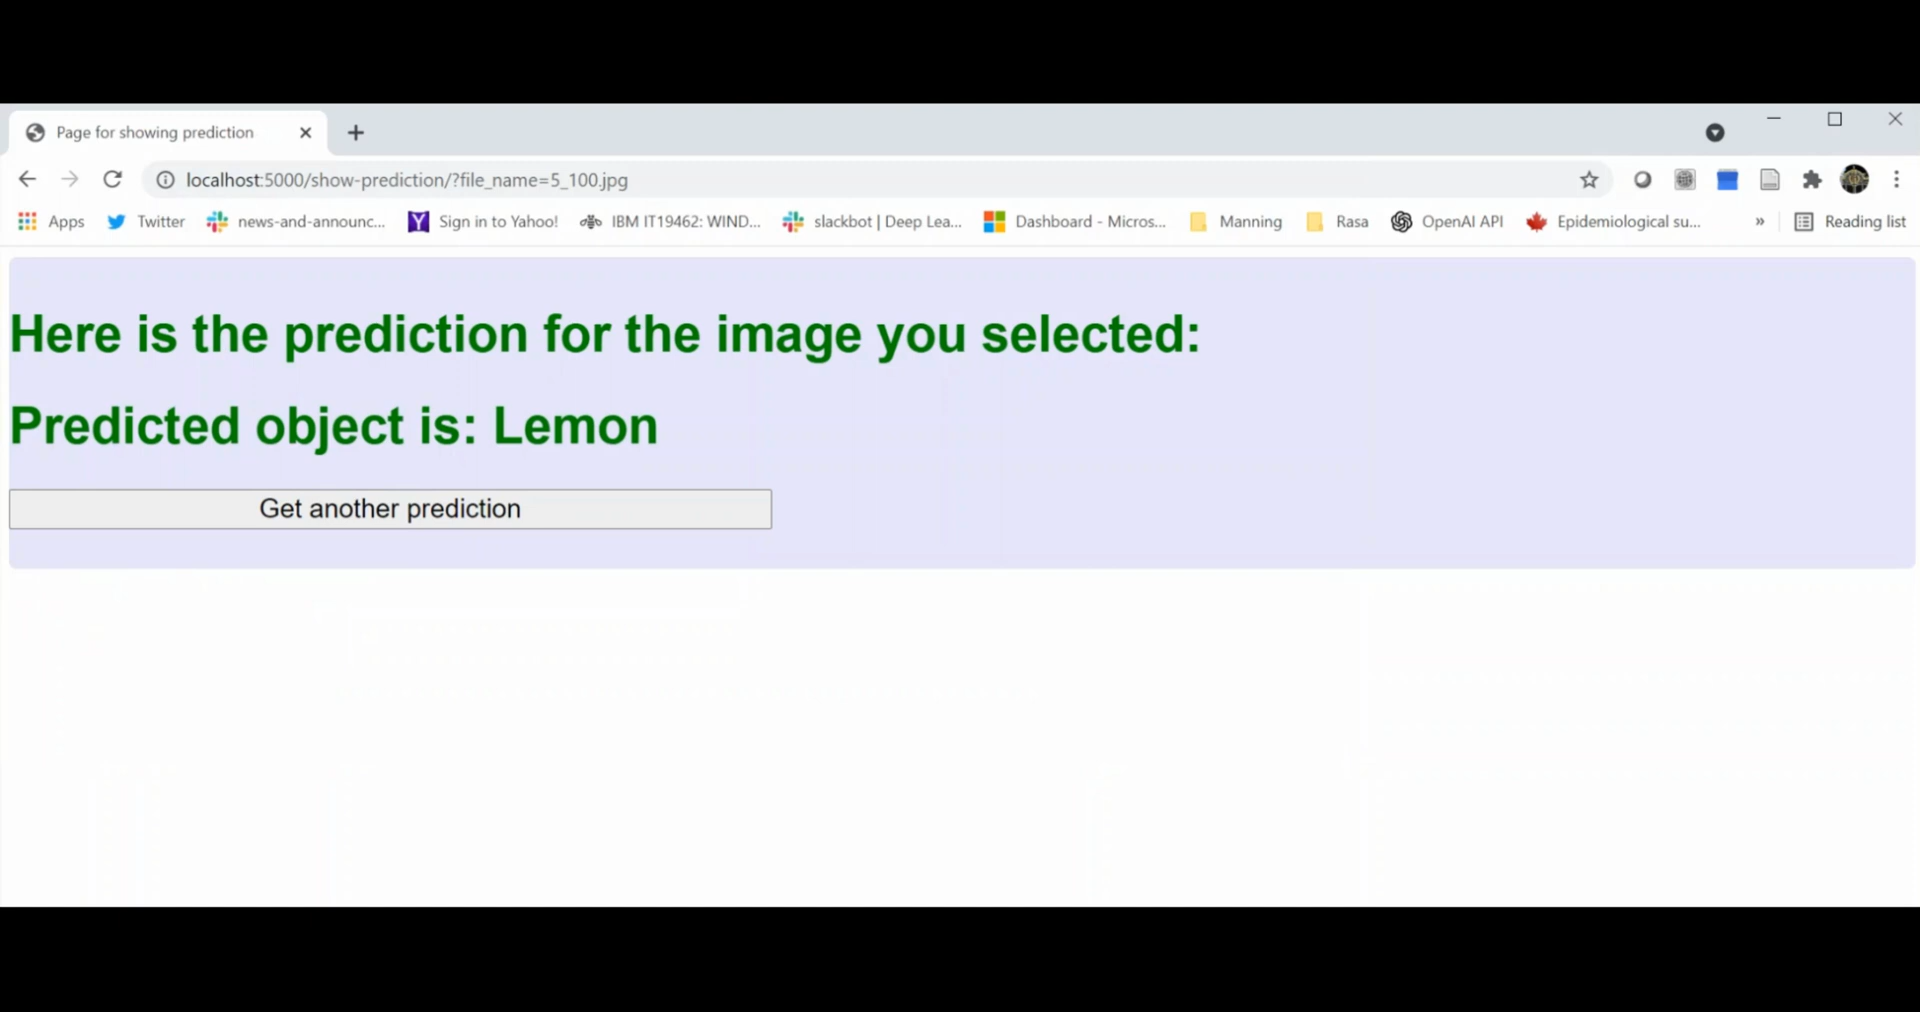 Page for showing prediction
localhost:5000/show-prediction/?file_name=5_100.jpg
Apps Twitter news-and-announc... Sign in to Yahoo! IBM IT19462: WIND... slackbot | Deep Lea... Dashboard - Micros... Manning Rasa OpenAI API Epidemiological su... » Reading list
Here is the prediction for the image you selected:
Predicted object is: Lemon
Get another prediction